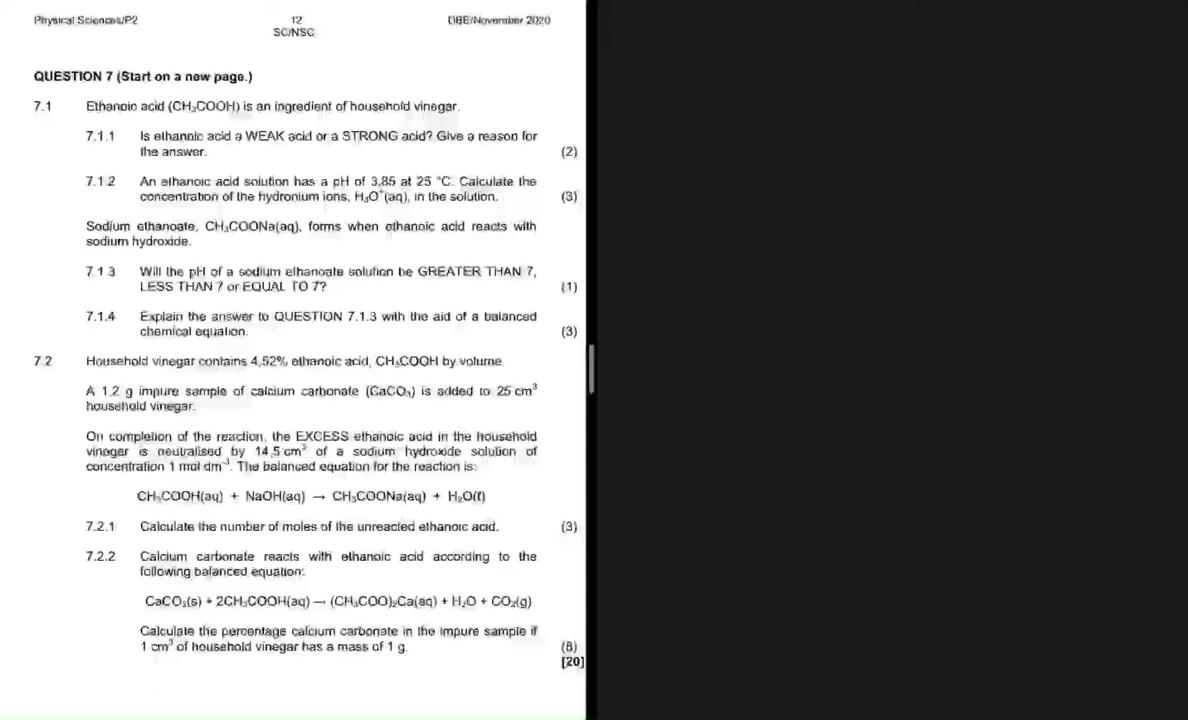 Physical Sciences/P2 12 DBE/November 2020
SC/NSC
QUESTION 7 (Start on a new page.)
7.1 Ethanoic acid (CH₃COOH) is an ingredient of household vinegar.
7.1.1 Is ethanoic acid a WEAK acid or a STRONG acid? Give a reason for
the answer. (2)
7.1.2 An ethanoic acid solution has a pH of 3,85 at 25 °C. Calculate the
concentration of the hydronium ions, H₃O⁺(aq), in the solution. (3)
Sodium ethanoate, CH₃COONa(aq), forms when ethanoic acid reacts with
sodium hydroxide.
7.1.3 Will the pH of a sodium ethanoate solution be GREATER THAN 7,
LESS THAN 7 or EQUAL TO 7? (1)
7.1.4 Explain the answer to QUESTION 7.1.3 with the aid of a balanced
chemical equation. (3)
7.2 Household vinegar contains 4,52% ethanoic acid, CH₃COOH by volume.
A 1,2 g impure sample of calcium carbonate (CaCO₃) is added to 25 cm³
household vinegar.
On completion of the reaction, the EXCESS ethanoic acid in the household
vinegar is neutralised by 14,5 cm³ of a sodium hydroxide solution of
concentration 1 mol·dm⁻³. The balanced equation for the reaction is:
CH₃COOH(aq) + NaOH(aq) → CH₃COONa(aq) + H₂O(ℓ)
7.2.1 Calculate the number of moles of the unreacted ethanoic acid. (3)
7.2.2 Calcium carbonate reacts with ethanoic acid according to the
following balanced equation:
CaCO₃(s) + 2CH₃COOH(aq) → (CH₃COO)₂Ca(aq) + H₂O + CO₂(g)
Calculate the percentage calcium carbonate in the impure sample if
1 cm³ of household vinegar has a mass of 1 g. (8)
[20]